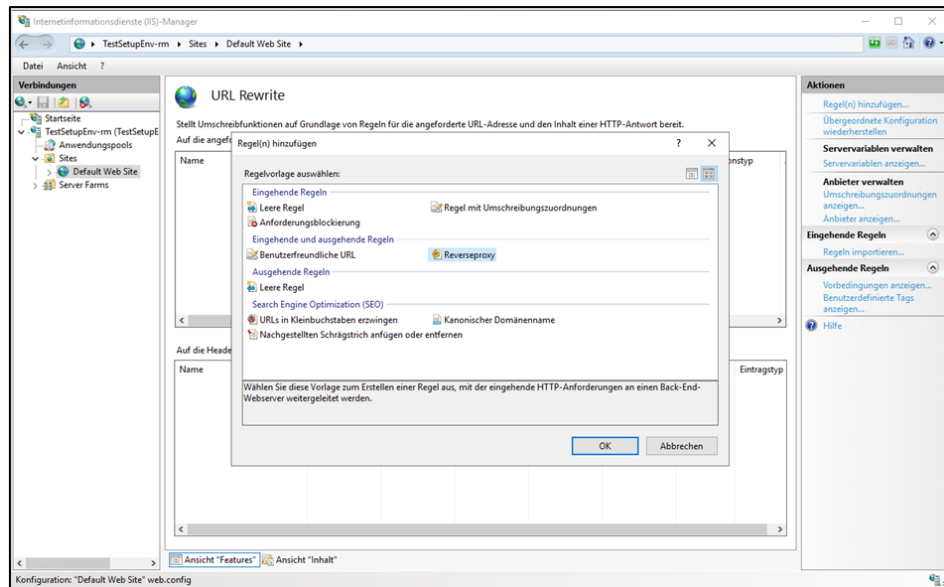 Internetinformationsdienste (IIS)-Manager
TestSetupEnv-rm Sites Default Web Site
Datei Ansicht ?
Verbindungen
Startseite
TestSetupEnv-rm (TestSetupE
Anwendungspools
Sites
Default Web Site
Server Farms
URL Rewrite
Stellt Umschreibfunktionen auf Grundlage von Regeln für die angeforderte URL-Adresse und den Inhalt einer HTTP-Antwort bereit.
Auf die angef
Name
onstyp
Regel(n) hinzufügen
? X
Regelvorlage auswählen:
Eingehende Regeln
Leere Regel
Regel mit Umschreibungszuordnungen
Anforderungsblockierung
Eingehende und ausgehende Regeln
Benutzerfreundliche URL
Reverseproxy
Ausgehende Regeln
Leere Regel
Search Engine Optimization (SEO)
URLs in Kleinbuchstaben erzwingen
Kanonischer Domänenname
Nachgestellten Schrägstrich anfügen oder entfernen
Wählen Sie diese Vorlage zum Erstellen einer Regel aus, mit der eingehende HTTP-Anforderungen an einen Back-End-
Webserver weitergeleitet werden.
OK
Abbrechen
Auf die Heade
Name
Eintragstyp
Ansicht "Features"
Ansicht "Inhalt"
Aktionen
Regel(n) hinzufügen...
Übergeordnete Konfiguration
wiederherstellen
Servervariablen verwalten
Servervariablen anzeigen...
Anbieter verwalten
Umschreibungszuordnungen
anzeigen...
Anbieter anzeigen...
Eingehende Regeln
Regeln importieren...
Ausgehende Regeln
Vorbedingungen anzeigen...
Benutzerdefinierte Tags
anzeigen...
Hilfe
Konfiguration: "Default Web Site" web.config